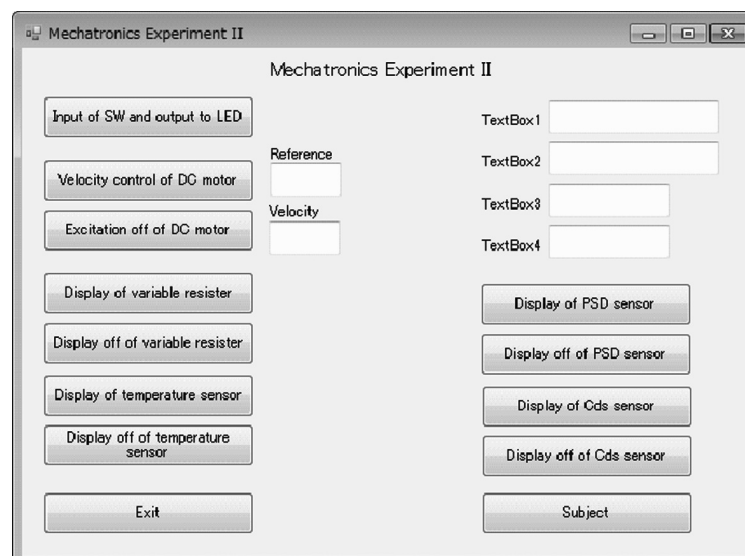 Mechatronics Experiment II
Mechatronics Experiment II
Input of SW and output to LED
Velocity control of DC motor
Excitation off of DC motor
Reference
Velocity
Display of variable resister
Display off of variable resister
Display of temperature sensor
Display off of temperature
sensor
Exit
TextBox1
TextBox2
TextBox3
TextBox4
Display of PSD sensor
Display off of PSD sensor
Display of Cds sensor
Display off of Cds sensor
Subject